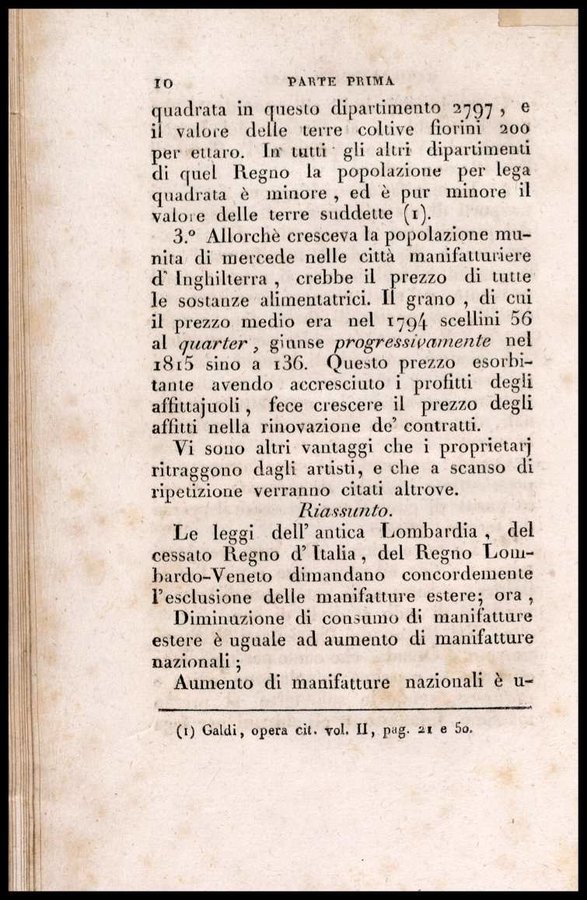 10 PARTE PRIMA
quadrata in questo dipartimento 2797, e
il valore delle terre coltive fiorini 200
per ettaro. In tutti gli altri dipartimenti
di quel Regno la popolazione per lega
quadrata è minore, ed è pur minore il
valore delle terre suddette (1).
3.° Allorchè cresceva la popolazione mu-
nita di mercede nelle città manifatturiere
d' Inghilterra, crebbe il prezzo di tutte
le sostanze alimentatrici. Il grano, di cui
il prezzo medio era nel 1794 scellini 56
al quarter, giunse progressivamente nel
1815 sino a 136. Questo prezzo esorbi-
tante avendo accresciuto i profitti degli
affittajuoli, fece crescere il prezzo degli
affitti nella rinovazione de' contratti.
Vi sono altri vantaggi che i proprietarj
ritraggono dagli artisti, e che a scanso di
ripetizione verranno citati altrove.
Riassunto.
Le leggi dell' antica Lombardia, del
cessato Regno d' Italia, del Regno Lom-
bardo-Veneto dimandano concordemente
l'esclusione delle manifatture estere; ora,
Diminuzione di consumo di manifatture
estere è uguale ad aumento di manifatture
nazionali;
Aumento di manifatture nazionali è u-
(1) Galdi, opera cit. vol. II, pag. 21 e 50.